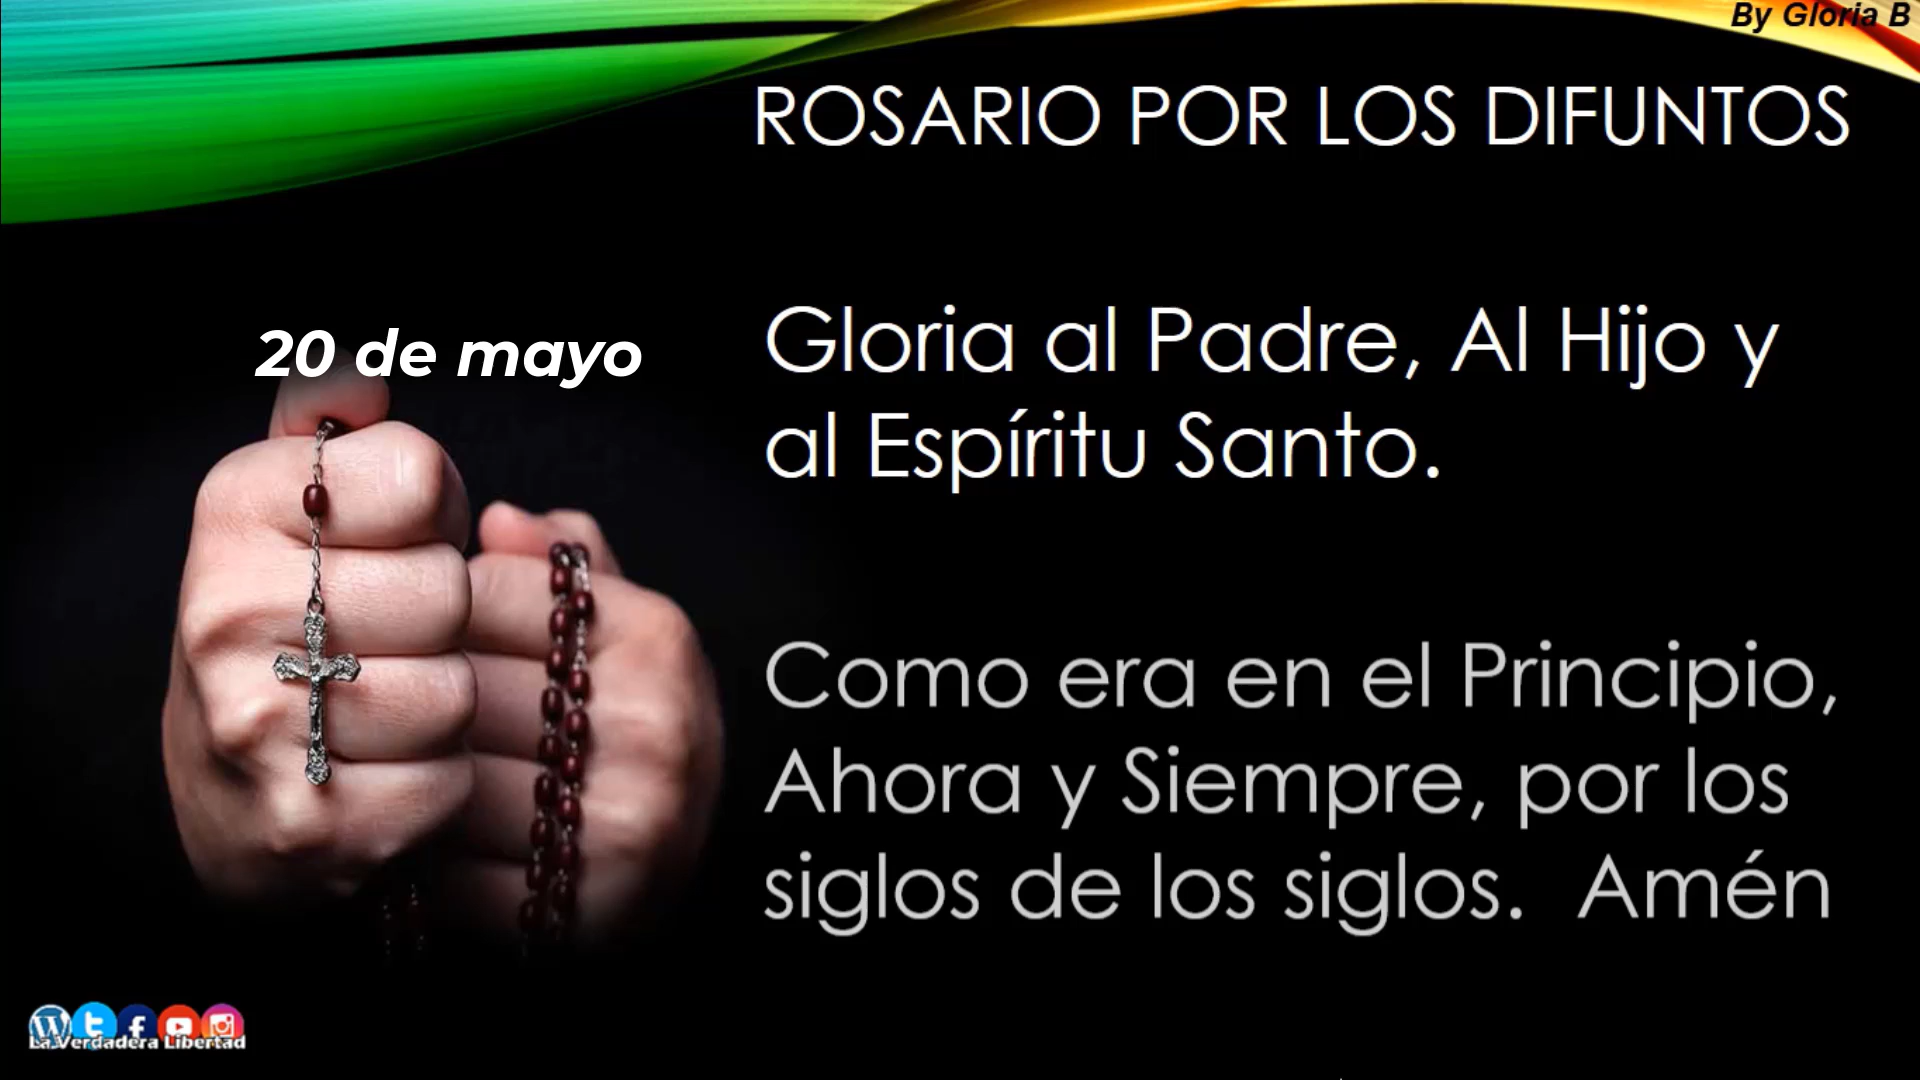 By Gloria B
ROSARIO POR LOS DIFUNTOS
20 de mayo
Gloria al Padre, Al Hijo y
al Espíritu Santo.
Como era en el Principio,
Ahora y Siempre, por los
siglos de los siglos.  Amén
La Verdadera Libertad